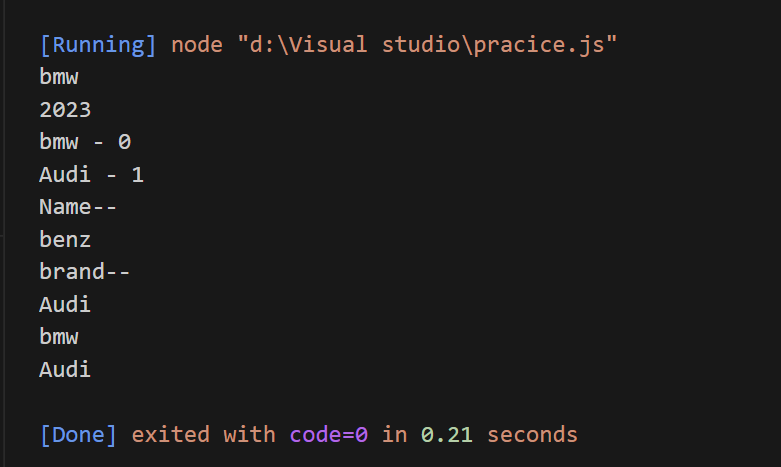 [Running] node "d:\Visual studio\pracice.js"
bmw
2023
bmw - 0
Audi - 1
Name--
benz
brand--
Audi
bmw
Audi
[Done] exited with code=0 in 0.21 seconds